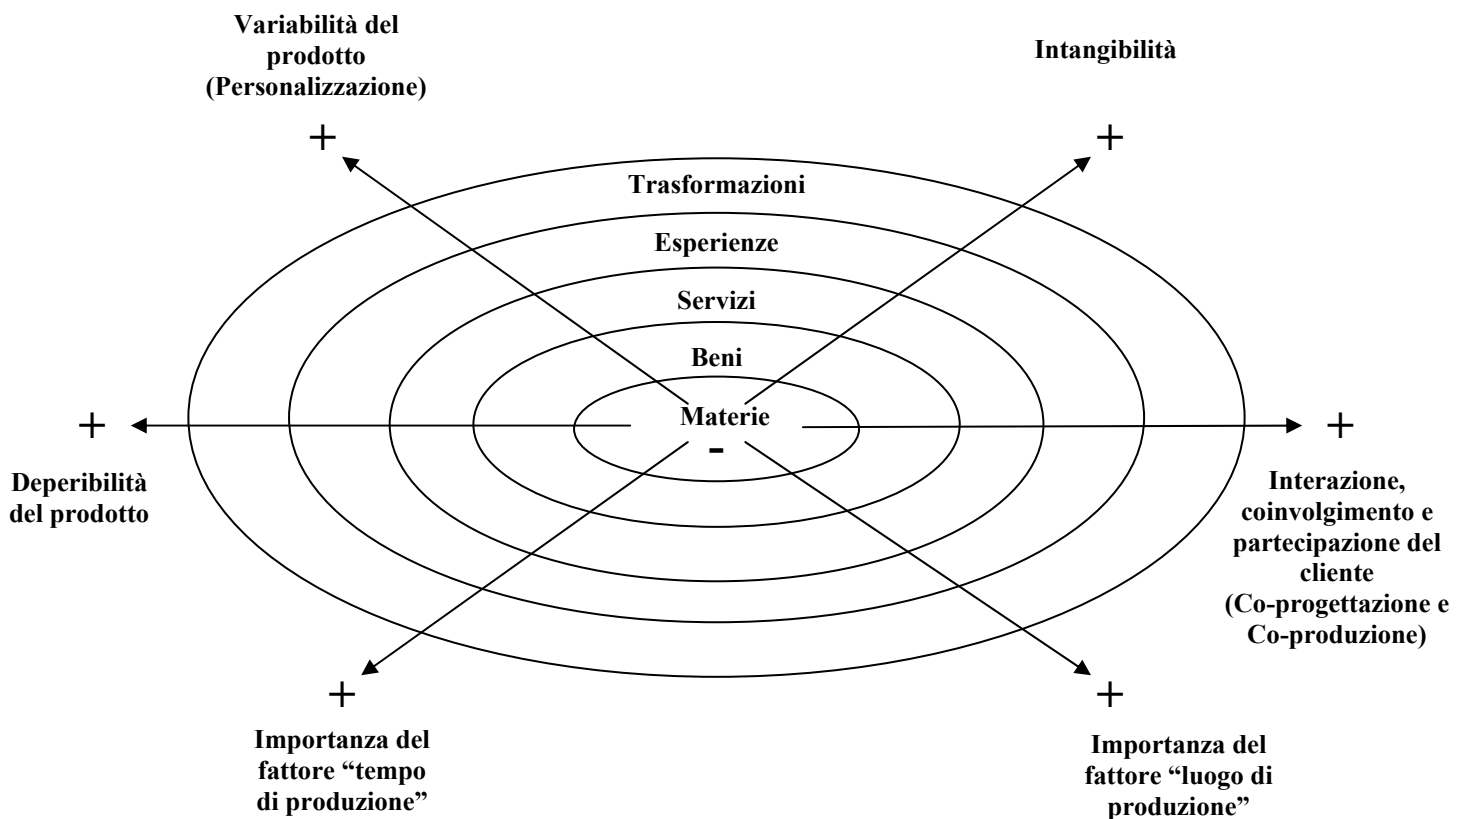 Variabilità del
prodotto
(Personalizzazione)
Intangibilità
+
+
Trasformazioni
Esperienze
Servizi
Beni
Materie
-
+
+
Deperibilità
del prodotto
Interazione,
coinvolgimento e
partecipazione del
cliente
(Co-progettazione e
Co-produzione)
+
+
Importanza del
fattore “tempo
di produzione”
Importanza del
fattore “luogo di
produzione”